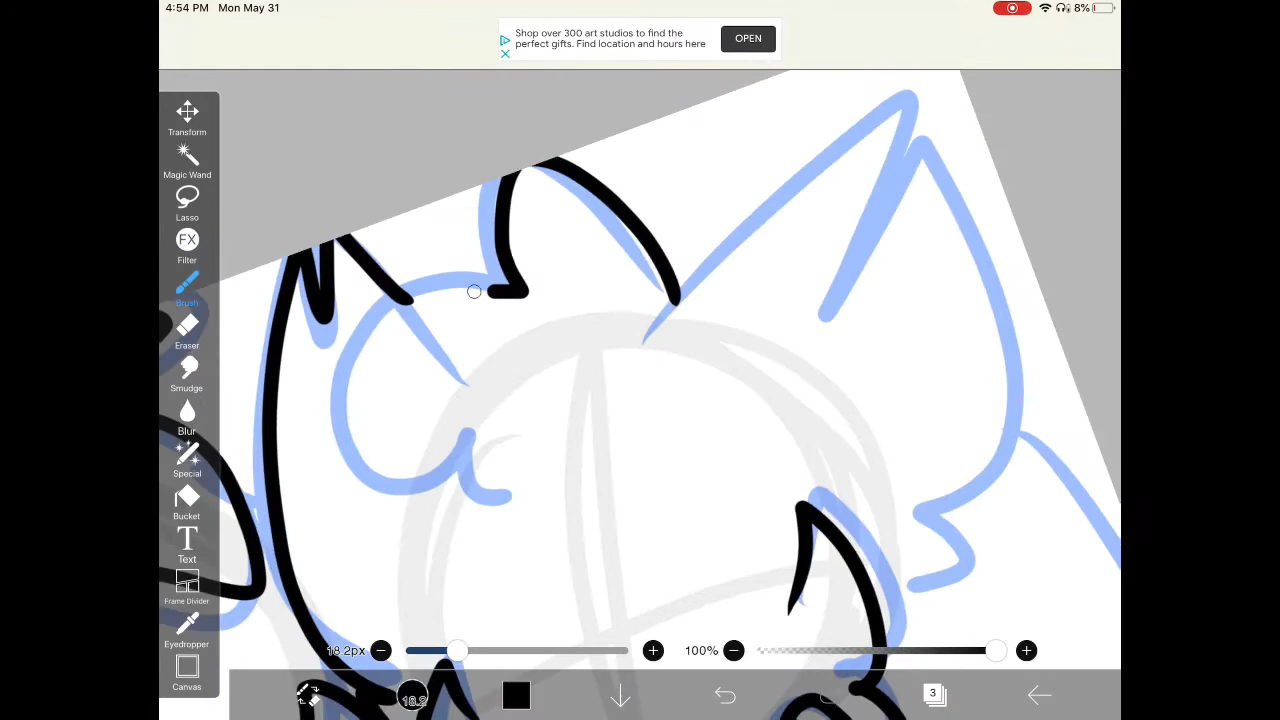 4:54 PM Mon May 31
8%
Shop over 300 art studios to find the
perfect gifts. Find location and hours here
OPEN
Transform
Magic Wand
Lasso
FX
Filter
Brush
Eraser
Smudge
Blur
Special
Bucket
T
Text
Frame Divider
Eyedropper
Canvas
18.2px
100%
18.2
3